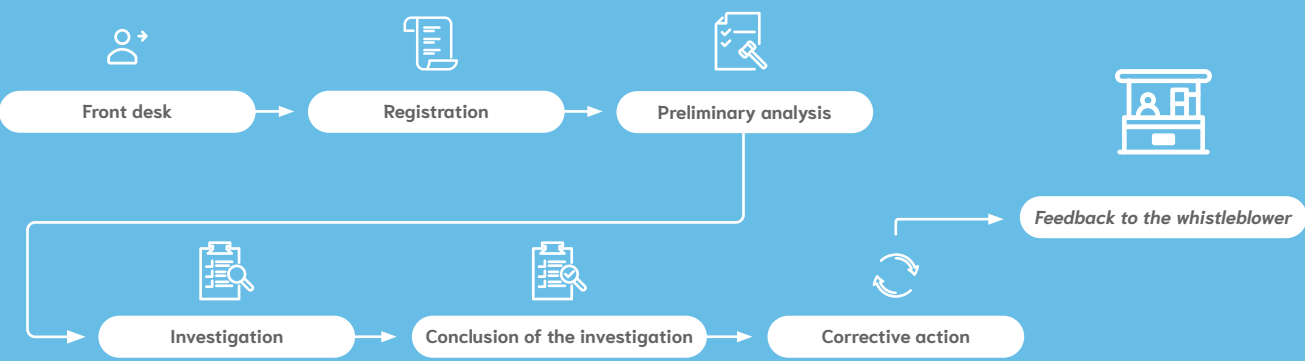 Front desk
Registration
Preliminary analysis
Feedback to the whistleblower
Investigation
Conclusion of the investigation
Corrective action